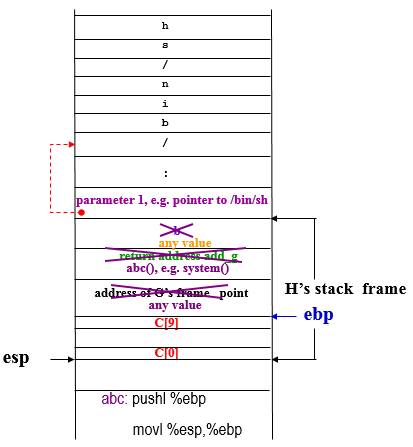 h
s
/
n
i
b
/
:
parameter 1, e.g. pointer to /bin/sh
b
any value
return address add_g
abc(), e.g. system()
H's stack frame
address of G's frame point
any value
ebp
C[9]
esp
C[0]
abc: pushl %ebp
movl %esp,%ebp